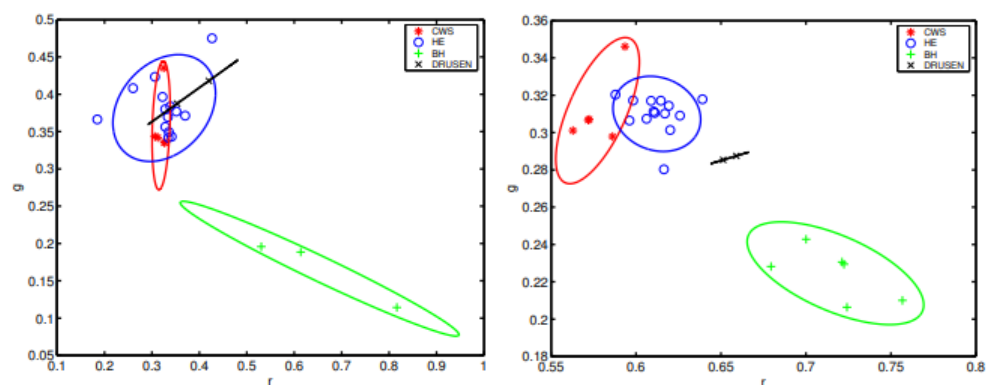 0.5
0.45
0.4
0.35
0.3
0.25
0.2
0.15
0.1
0.05
g
0.1 0.2 0.3 0.4 0.5 0.6 0.7 0.8 0.9 1
r
CWS
HE
BH
DRUSEN
0.36
0.34
0.32
0.3
0.28
0.26
0.24
0.22
0.2
0.18
g
0.55 0.6 0.65 0.7 0.75 0.8
r
CWS
HE
BH
DRUSEN